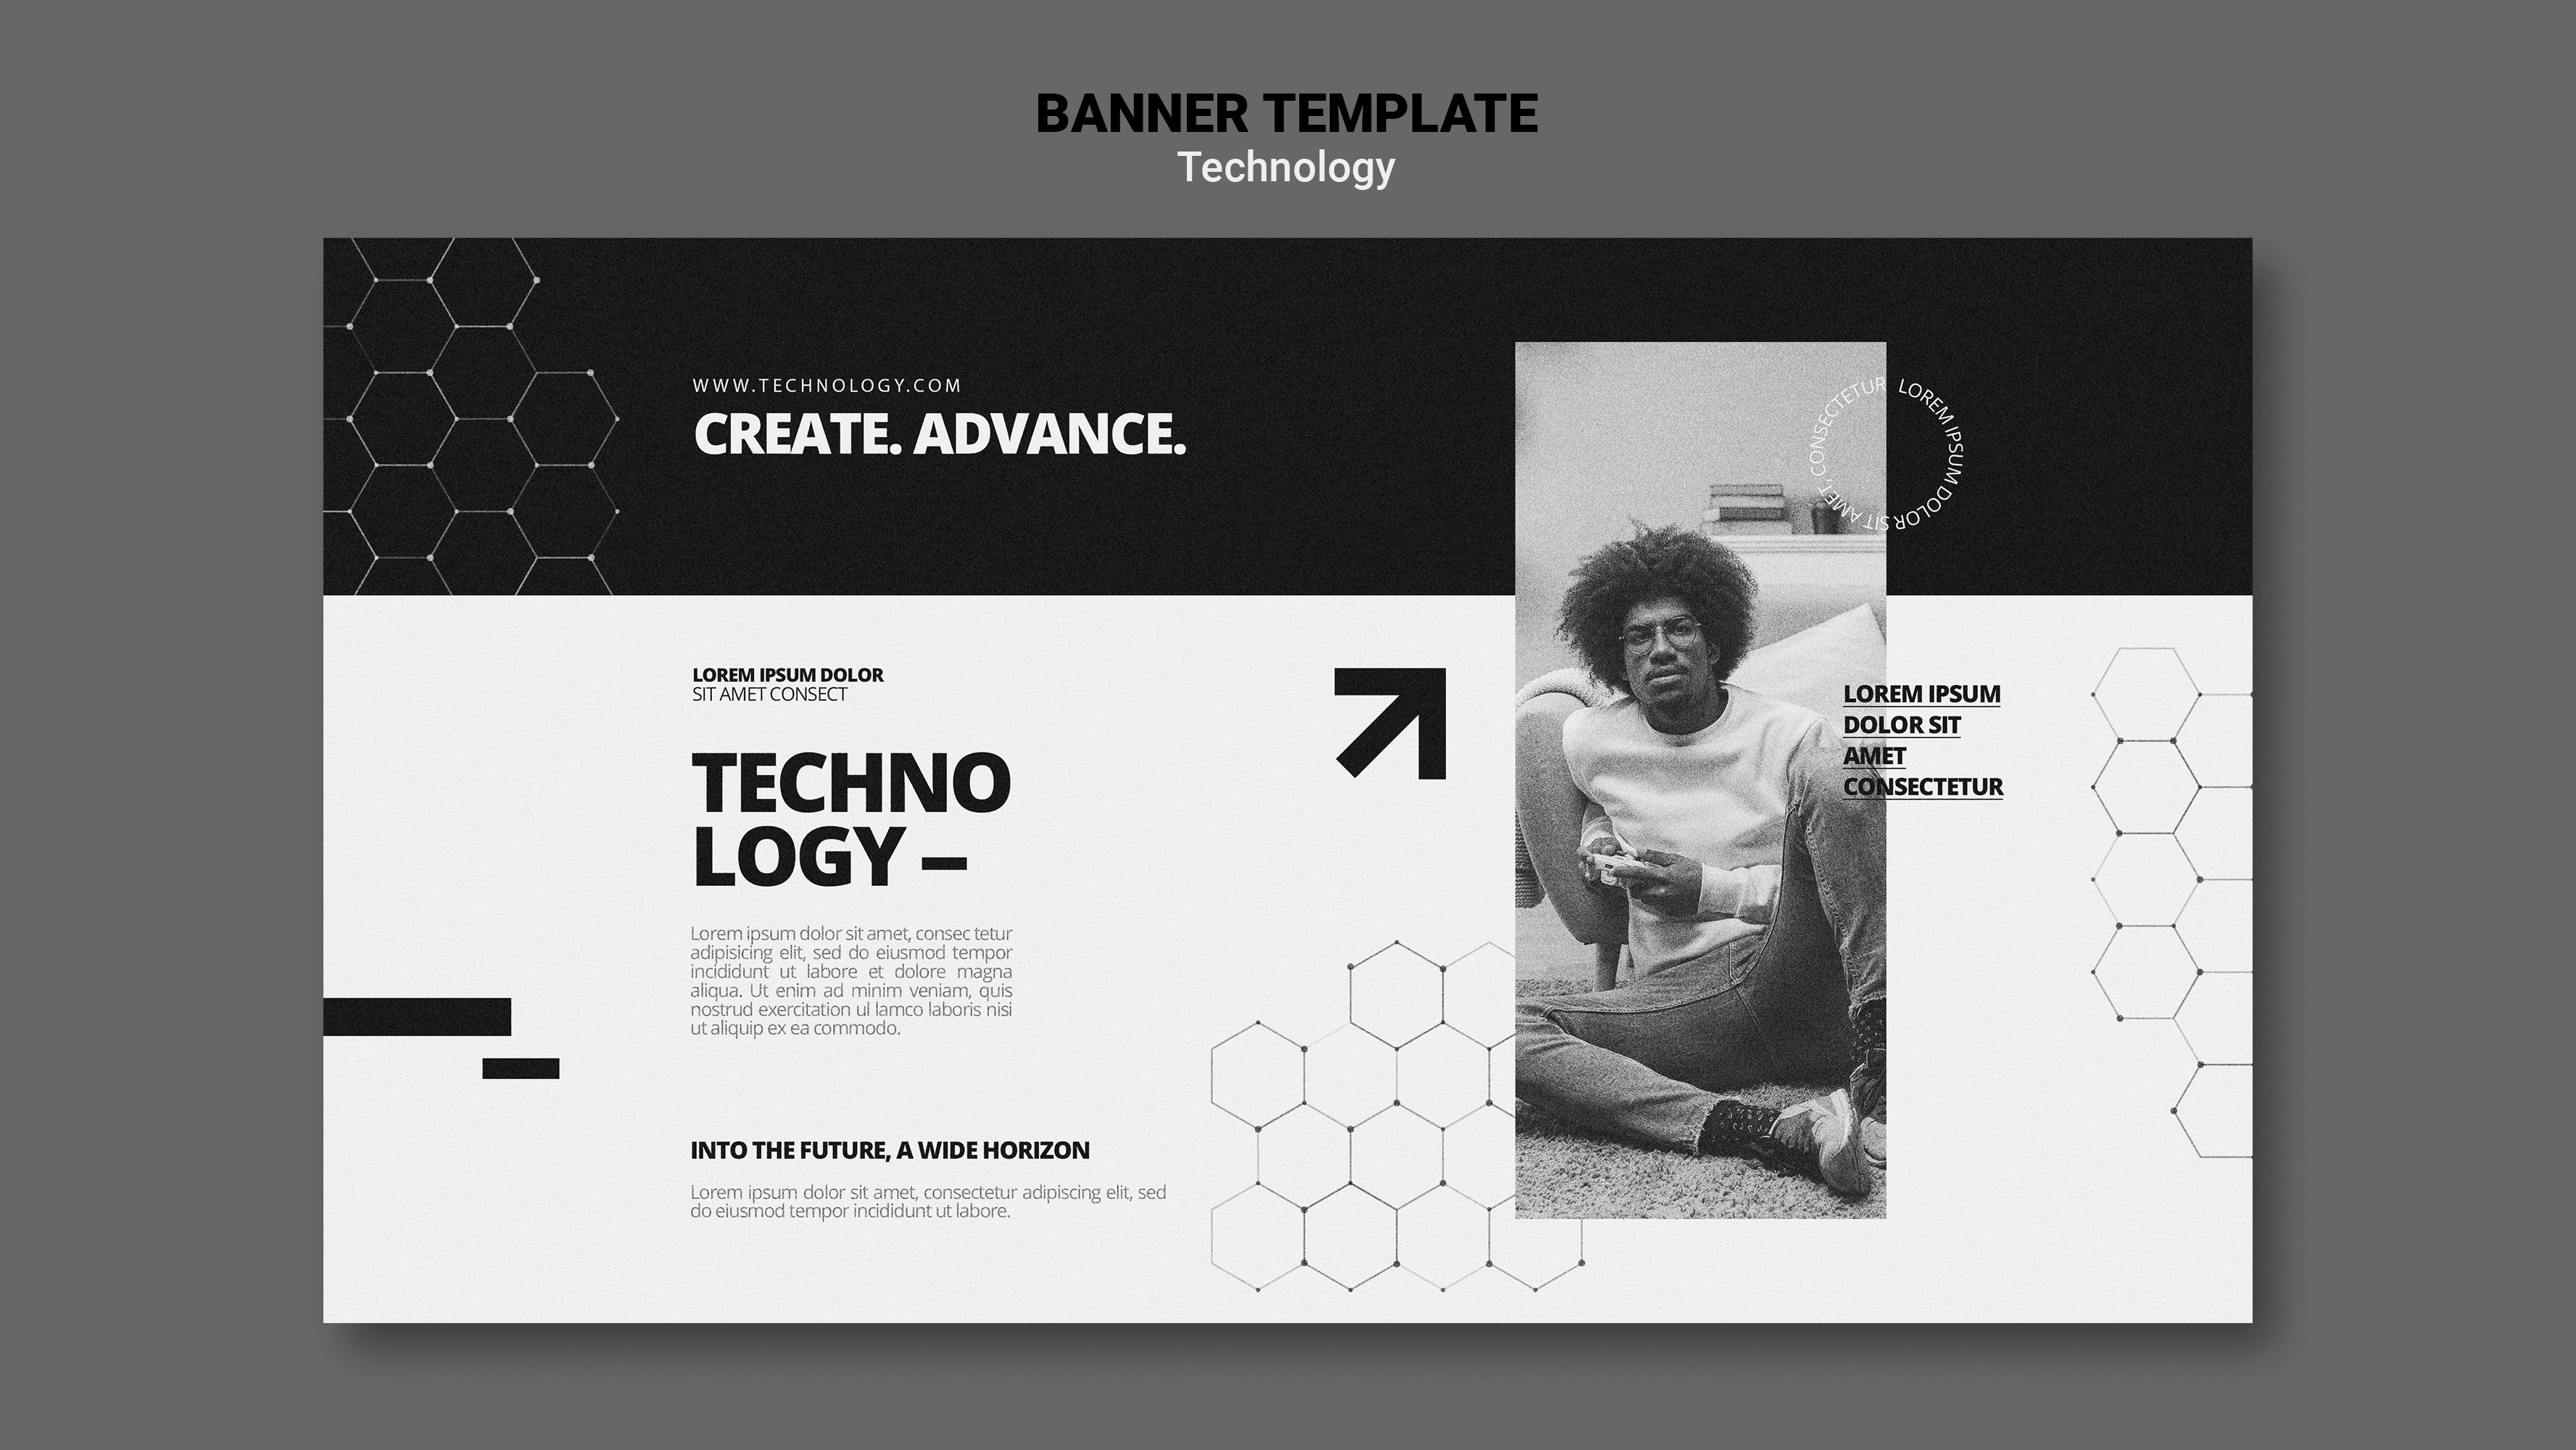 BANNER TEMPLATE
Technology
WWW.TECHNOLOGY.COM
CREATE. ADVANCE.
LOREM IPSUM DOLOR SIT AMET, CONSECTETUR
LOREM IPSUM DOLOR
SIT AMET CONSECT
TECHNO
LOGY –
Lorem ipsum dolor sit amet, consec tetur
adipisicing elit, sed do eiusmod tempor
incididunt ut labore et dolore magna
aliqua. Ut enim ad minim veniam, quis
nostrud exercitation ul lamco laboris nisi
ut aliquip ex ea commodo.
LOREM IPSUM
DOLOR SIT
AMET
CONSECTETUR
INTO THE FUTURE, A WIDE HORIZON
Lorem ipsum dolor sit amet, consectetur adipiscing elit, sed
do eiusmod tempor incididunt ut labore.